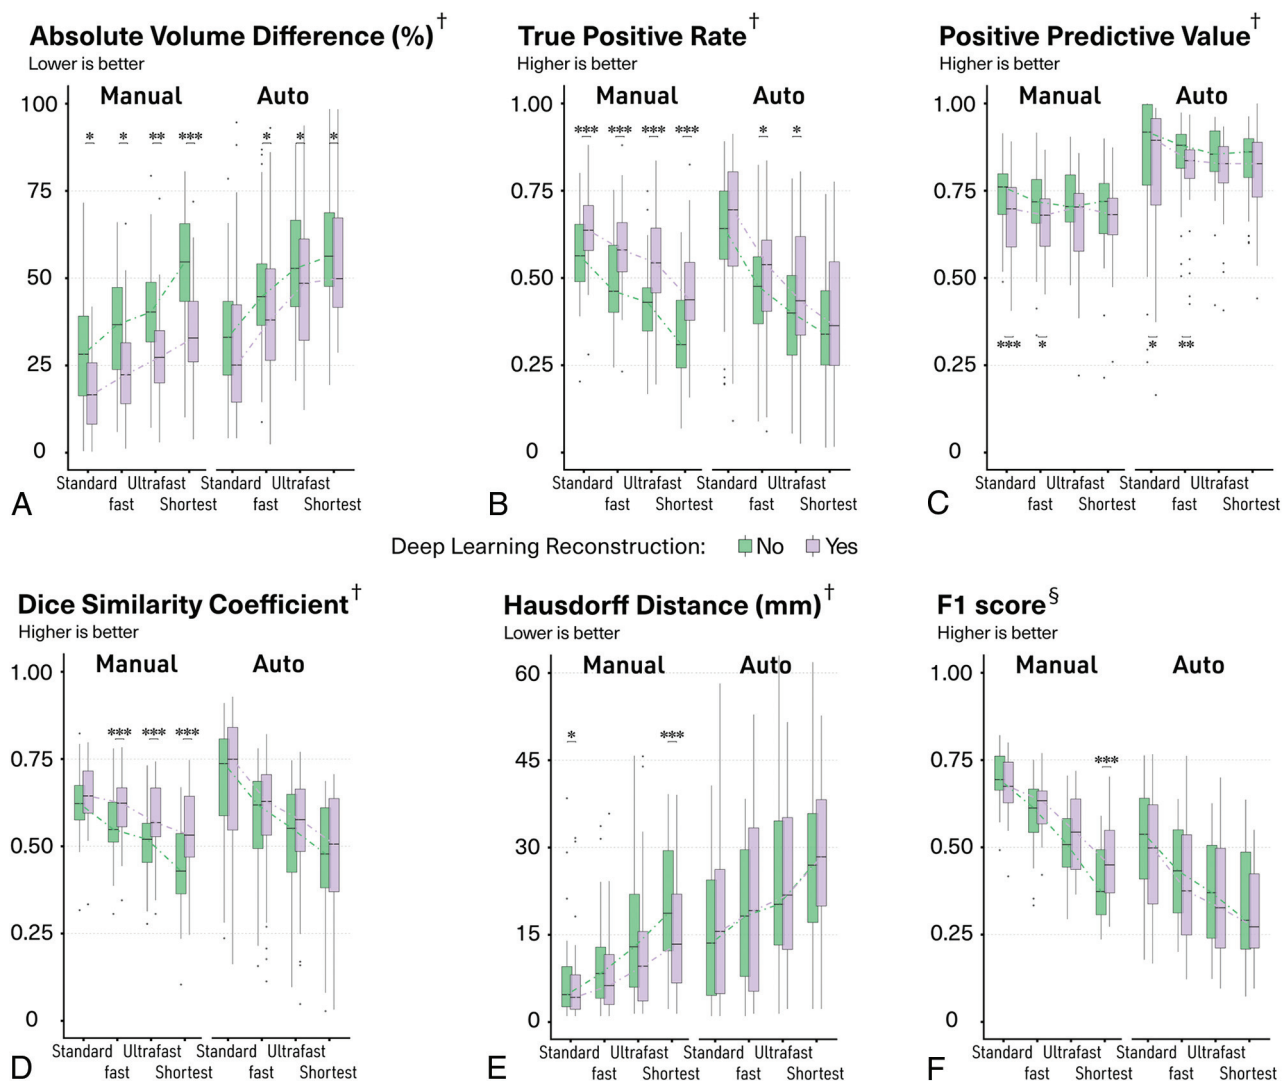 Absolute Volume Difference (%)†
Lower is better
Manual Auto
100
75
50
25
0
* * ** *** * * *
Standard Ultrafast Standard Ultrafast
fast Shortest fast Shortest
A
True Positive Rate†
Higher is better
Manual Auto
1.00
0.75
0.50
0.25
0
*** *** *** *** * *
Standard Ultrafast Standard Ultrafast
fast Shortest fast Shortest
B
Positive Predictive Value†
Higher is better
Manual Auto
1.00
0.75
0.50
0.25
0
*** * * **
Standard Ultrafast Standard Ultrafast
fast Shortest fast Shortest
C
Deep Learning Reconstruction: No Yes
Dice Similarity Coefficient†
Higher is better
Manual Auto
1.00
0.75
0.50
0.25
0
*** *** ***
Standard Ultrafast Standard Ultrafast
fast Shortest fast Shortest
D
Hausdorff Distance (mm)†
Lower is better
Manual Auto
60
45
30
15
0
* ***
Standard Ultrafast Standard Ultrafast
fast Shortest fast Shortest
E
F1 score§
Higher is better
Manual Auto
1.00
0.75
0.50
0.25
0
***
Standard Ultrafast Standard Ultrafast
fast Shortest fast Shortest
F